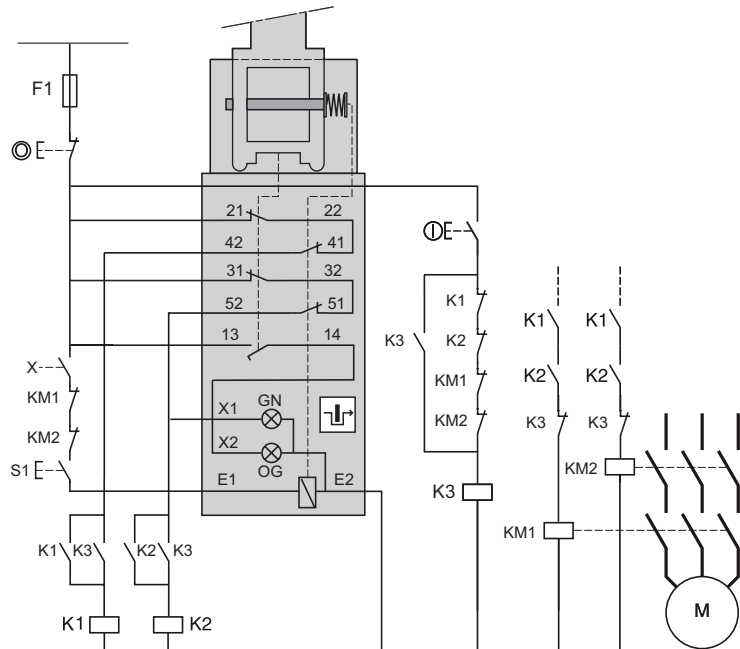 F1
21 22
42 41
31 32
52 51
13 14
X1 GN
X2
OG
E1 E2
X
KM1
KM2
S1
K1 K3 K2 K3
K1 K2
K1
K3 K2
KM1
KM2
K3
K1 K1
K2 K2
K3 K3
KM2
KM1
M